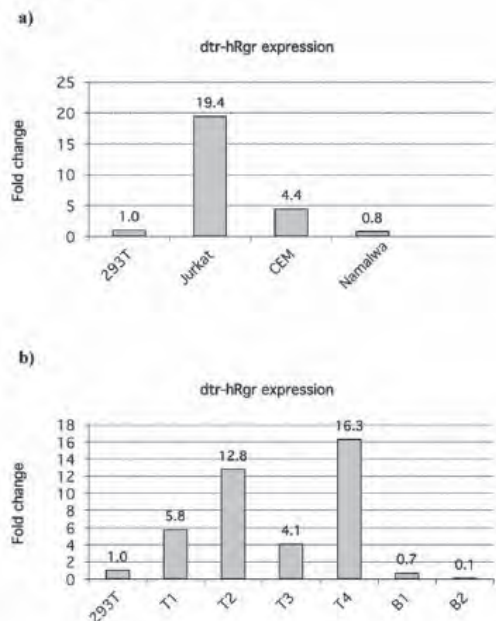 a)
dtr-hRgr expression
Fold change
25
20
15
10
5
0
1.0
19.4
4.4
0.8
293T
Jurkat
CEM
Namalwa
b)
dtr-hRgr expression
Fold change
18
16
14
12
10
8
6
4
2
0
1.0
5.8
12.8
4.1
16.3
0.7
0.1
293T
T1
T2
T3
T4
B1
B2